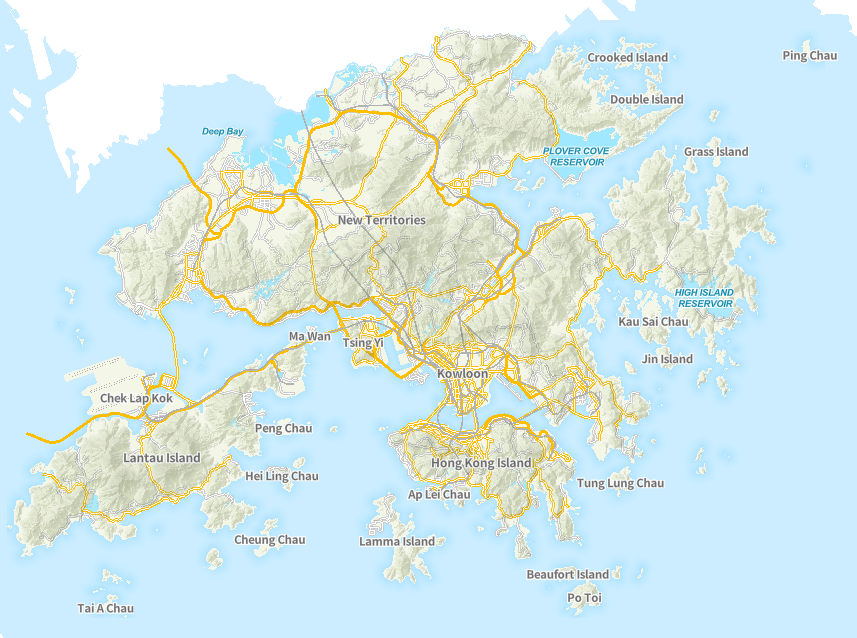 Crooked Island
Ping Chau
Double Island
Deep Bay
PLOVER COVE
RESERVOIR
Grass Island
New Territories
HIGH ISLAND
RESERVOIR
Kau Sai Chau
Ma Wan
Tsing Yi
Jin Island
Kowloon
Chek Lap Kok
Peng Chau
Lantau Island
Hong Kong Island
Hei Ling Chau
Tung Lung Chau
Ap Lei Chau
Cheung Chau
Lamma Island
Beaufort Island
Po Toi
Tai A Chau